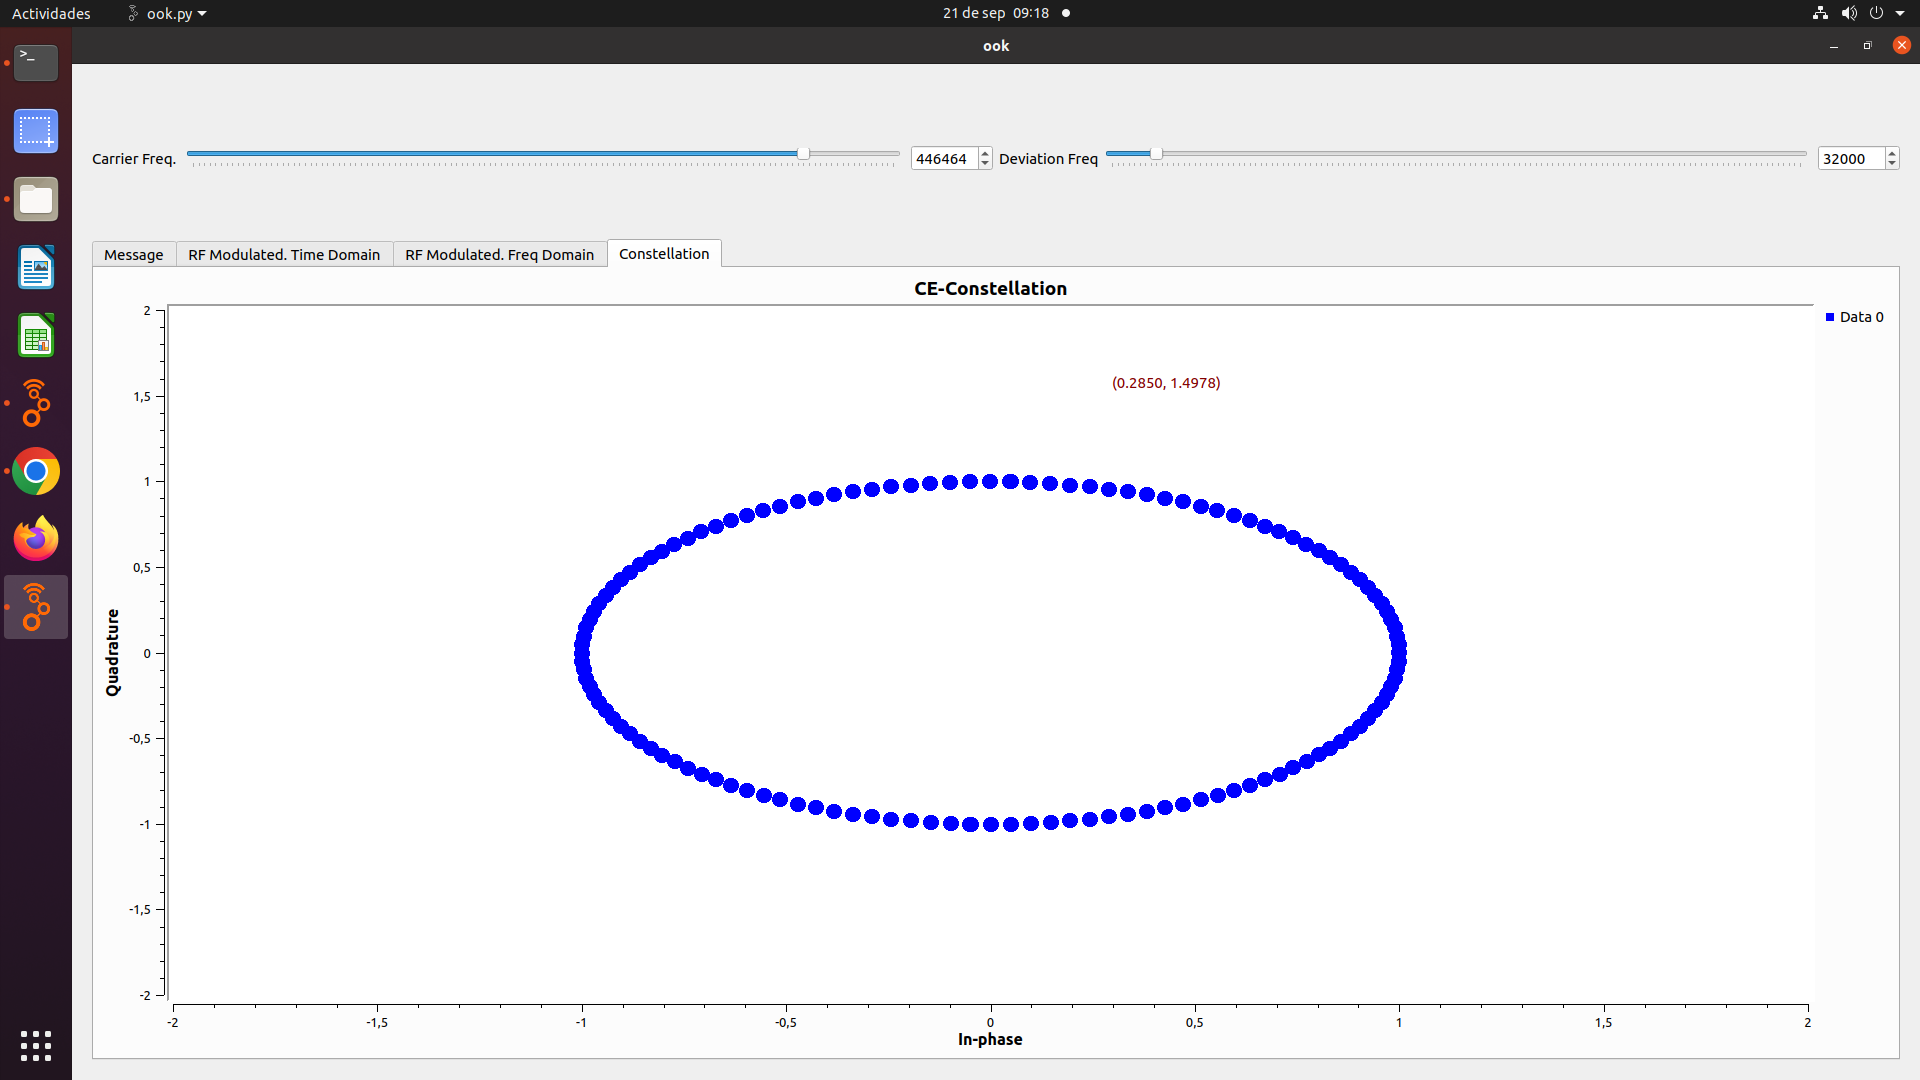 Actividades ook.py 21 de sep 09:18
ook
>_
Carrier Freq. 446464 Deviation Freq 32000
Message RF Modulated. Time Domain RF Modulated. Freq Domain Constellation
CE-Constellation
Data 0
(0.2850, 1.4978)
2
1,5
1
0,5
0
-0,5
-1
-1,5
-2
Quadrature
-2 -1,5 -1 -0,5 0 0,5 1 1,5 2
In-phase